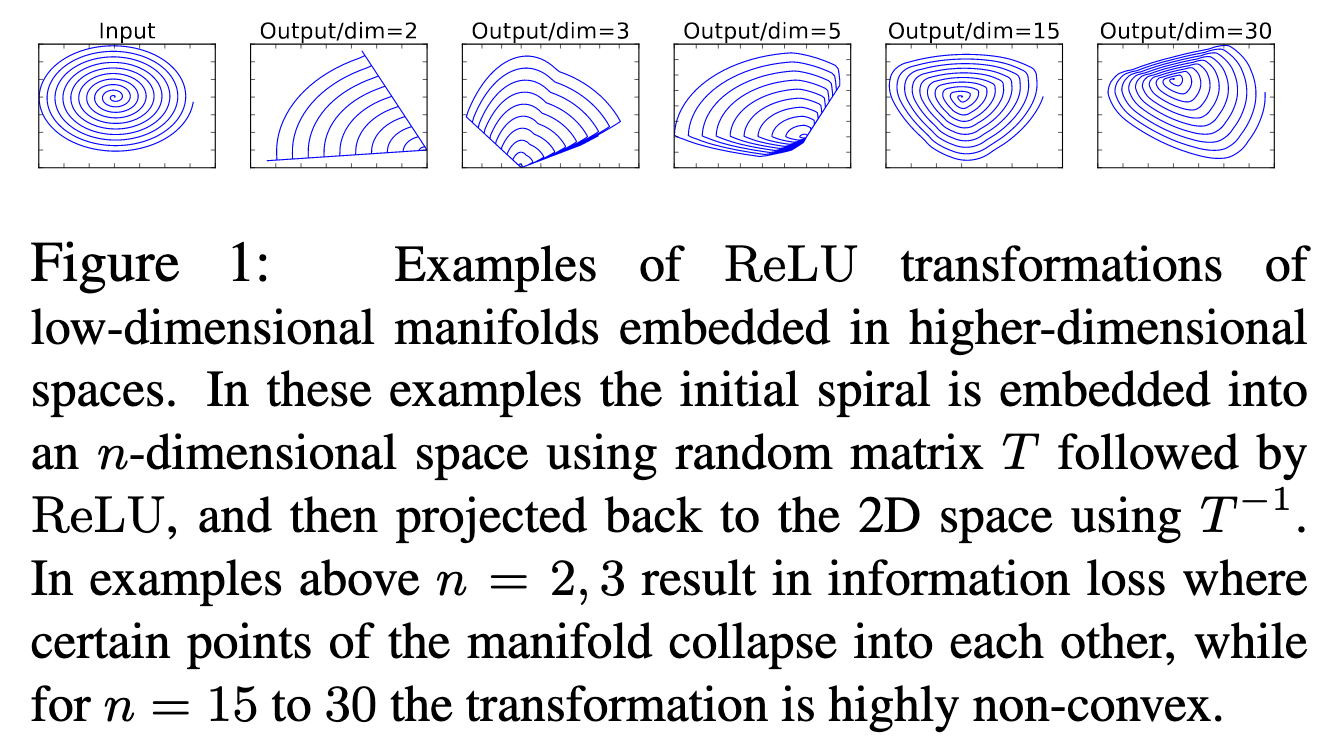 Input Output/dim=2 Output/dim=3 Output/dim=5 Output/dim=15 Output/dim=30
Figure 1: Examples of ReLU transformations of
low-dimensional manifolds embedded in higher-dimensional
spaces. In these examples the initial spiral is embedded into
an n-dimensional space using random matrix T followed by
ReLU, and then projected back to the 2D space using T⁻¹.
In examples above n = 2, 3 result in information loss where
certain points of the manifold collapse into each other, while
for n = 15 to 30 the transformation is highly non-convex.